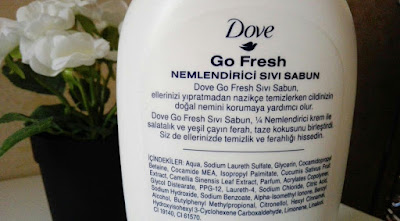 Dove
Go Fresh
NEMLENDİRİCİ SIVI SABUN
Dove Go Fresh Sıvı Sabun,
ellerinizi yıpratmadan nazikçe temizlerken cildinizin
doğal nemini korumaya yardımcı olur.
Dove Go Fresh Sıvı Sabun, ¼ Nemlendirici krem ile
salatalık ve yeşil çayın ferah, taze kokusunu birleştirdi.
Siz de ellerinizde temizlik ve ferahlığı hissedin.
İÇİNDEKİLER: Aqua, Sodium Laureth Sulfate, Glycerin, Cocamidopropyl
Betaine, Cocamide MEA, Isopropyl Palmitate, Cucumis Sativus Fruit
Extract, Camellia Sinensis Leaf Extract, Parfum, Acrylates Copolymer,
Glycol Distearate, PPG-12, Laureth-4, Sodium Chloride, Citric Acid,
Sodium Hydroxide, Sodium Benzoate, Alpha-Isomethyl Ionone, Benzyl
Alcohol, Butylphenyl Methylpropional, Citronellol, Hexyl
Hydroxyisohexyl 3-Cyclohexene Carboxaldehyde, Limonene, Linalool,
CI 19140, CI 61570.